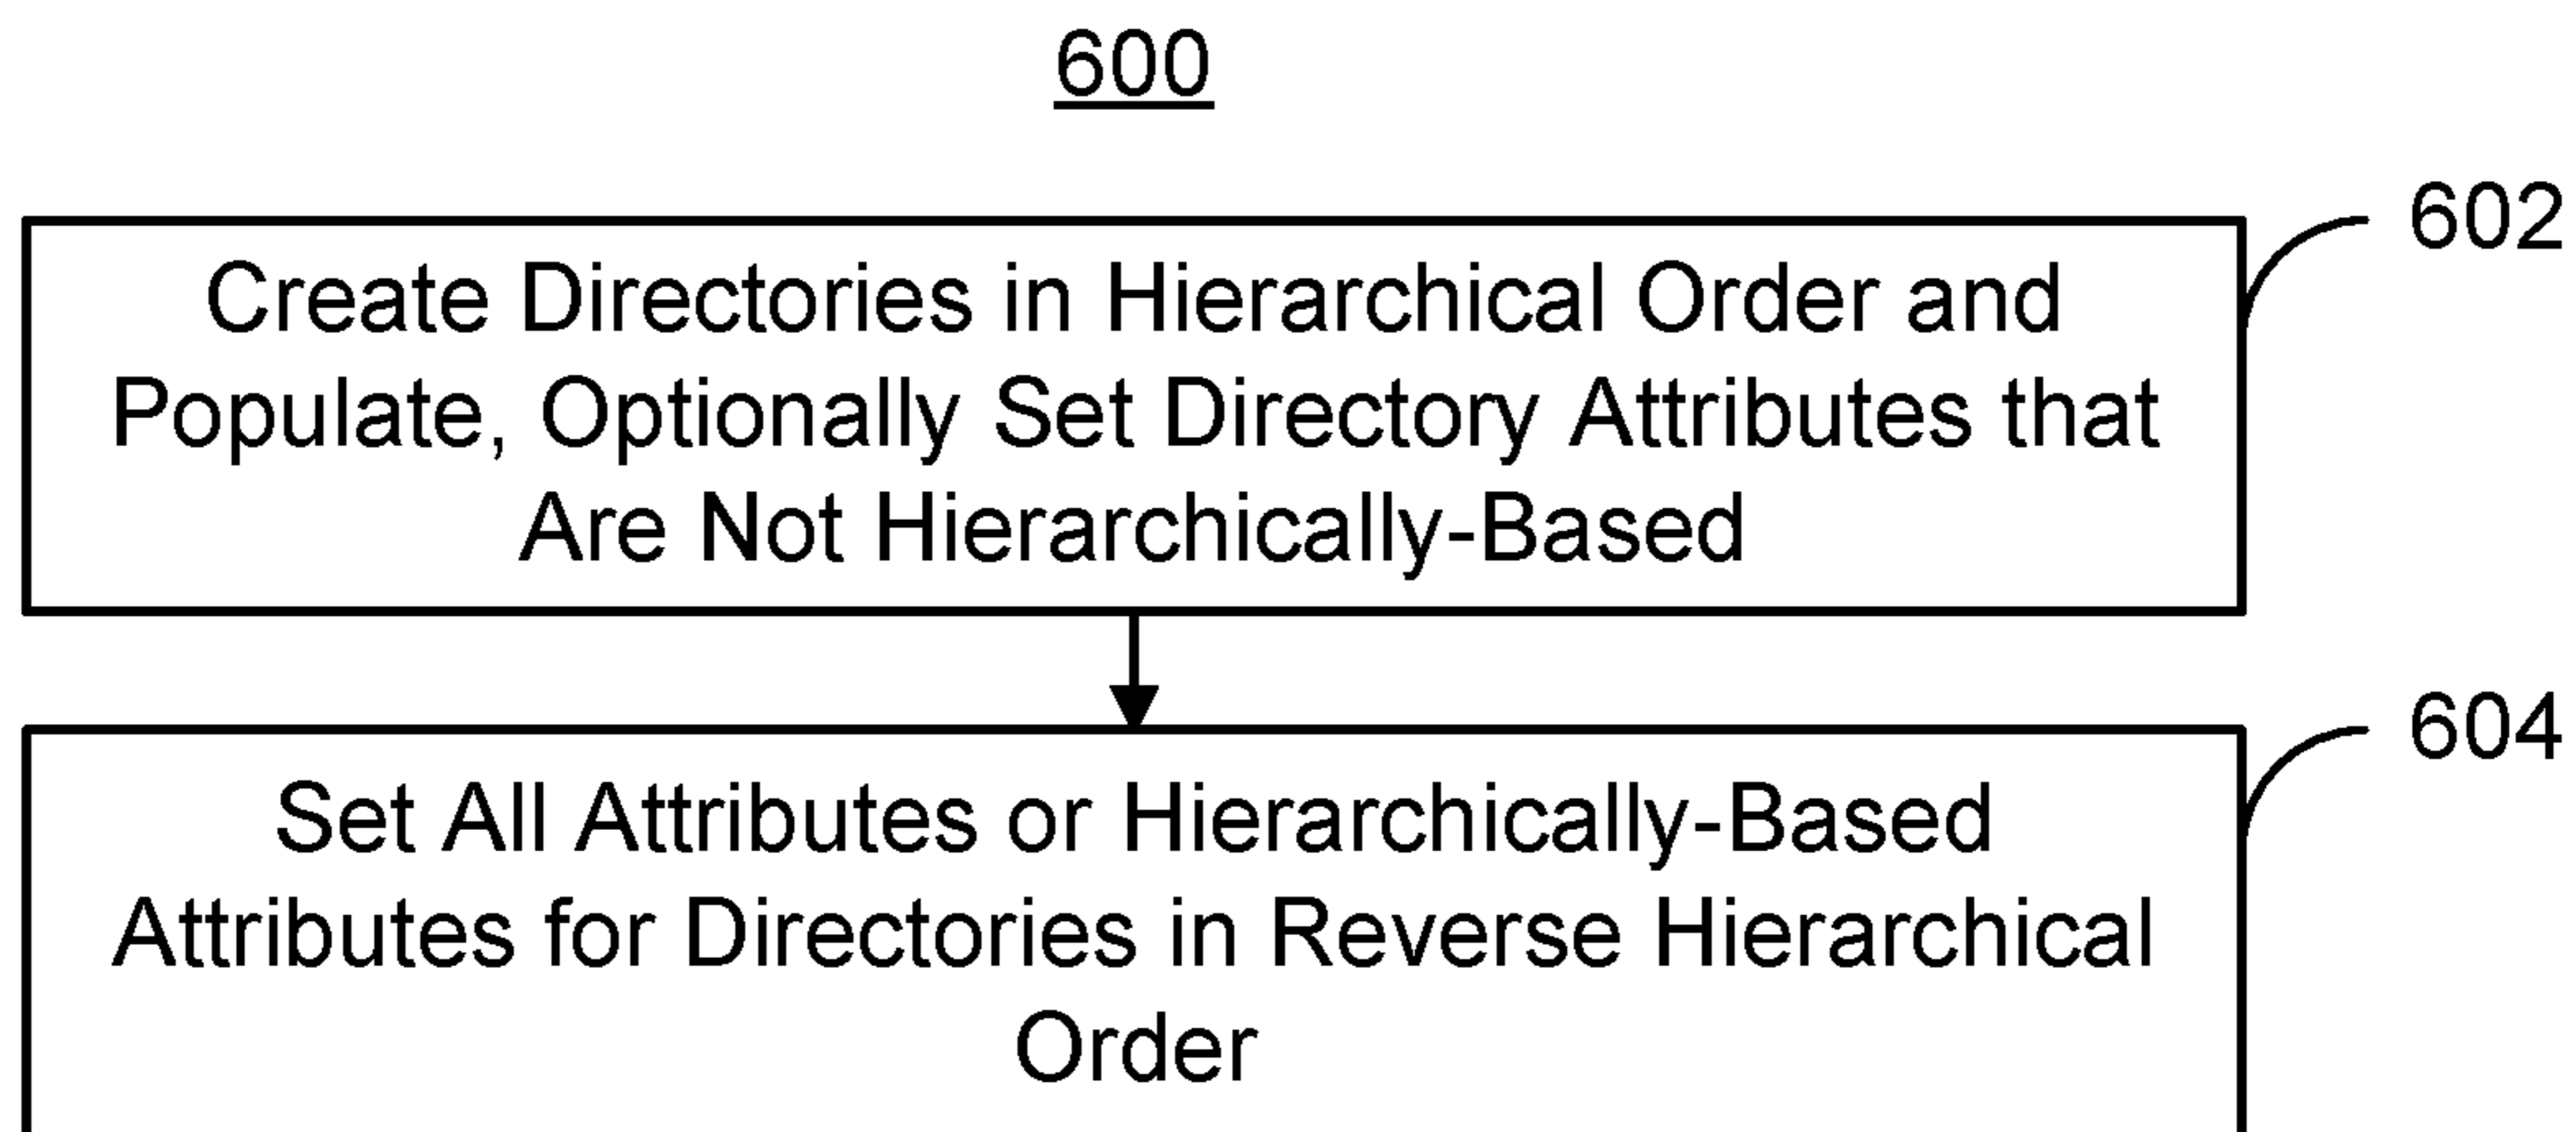 600
602
Create Directories in Hierarchical Order and
Populate, Optionally Set Directory Attributes that
Are Not Hierarchically-Based
604
Set All Attributes or Hierarchically-Based
Attributes for Directories in Reverse Hierarchical
Order